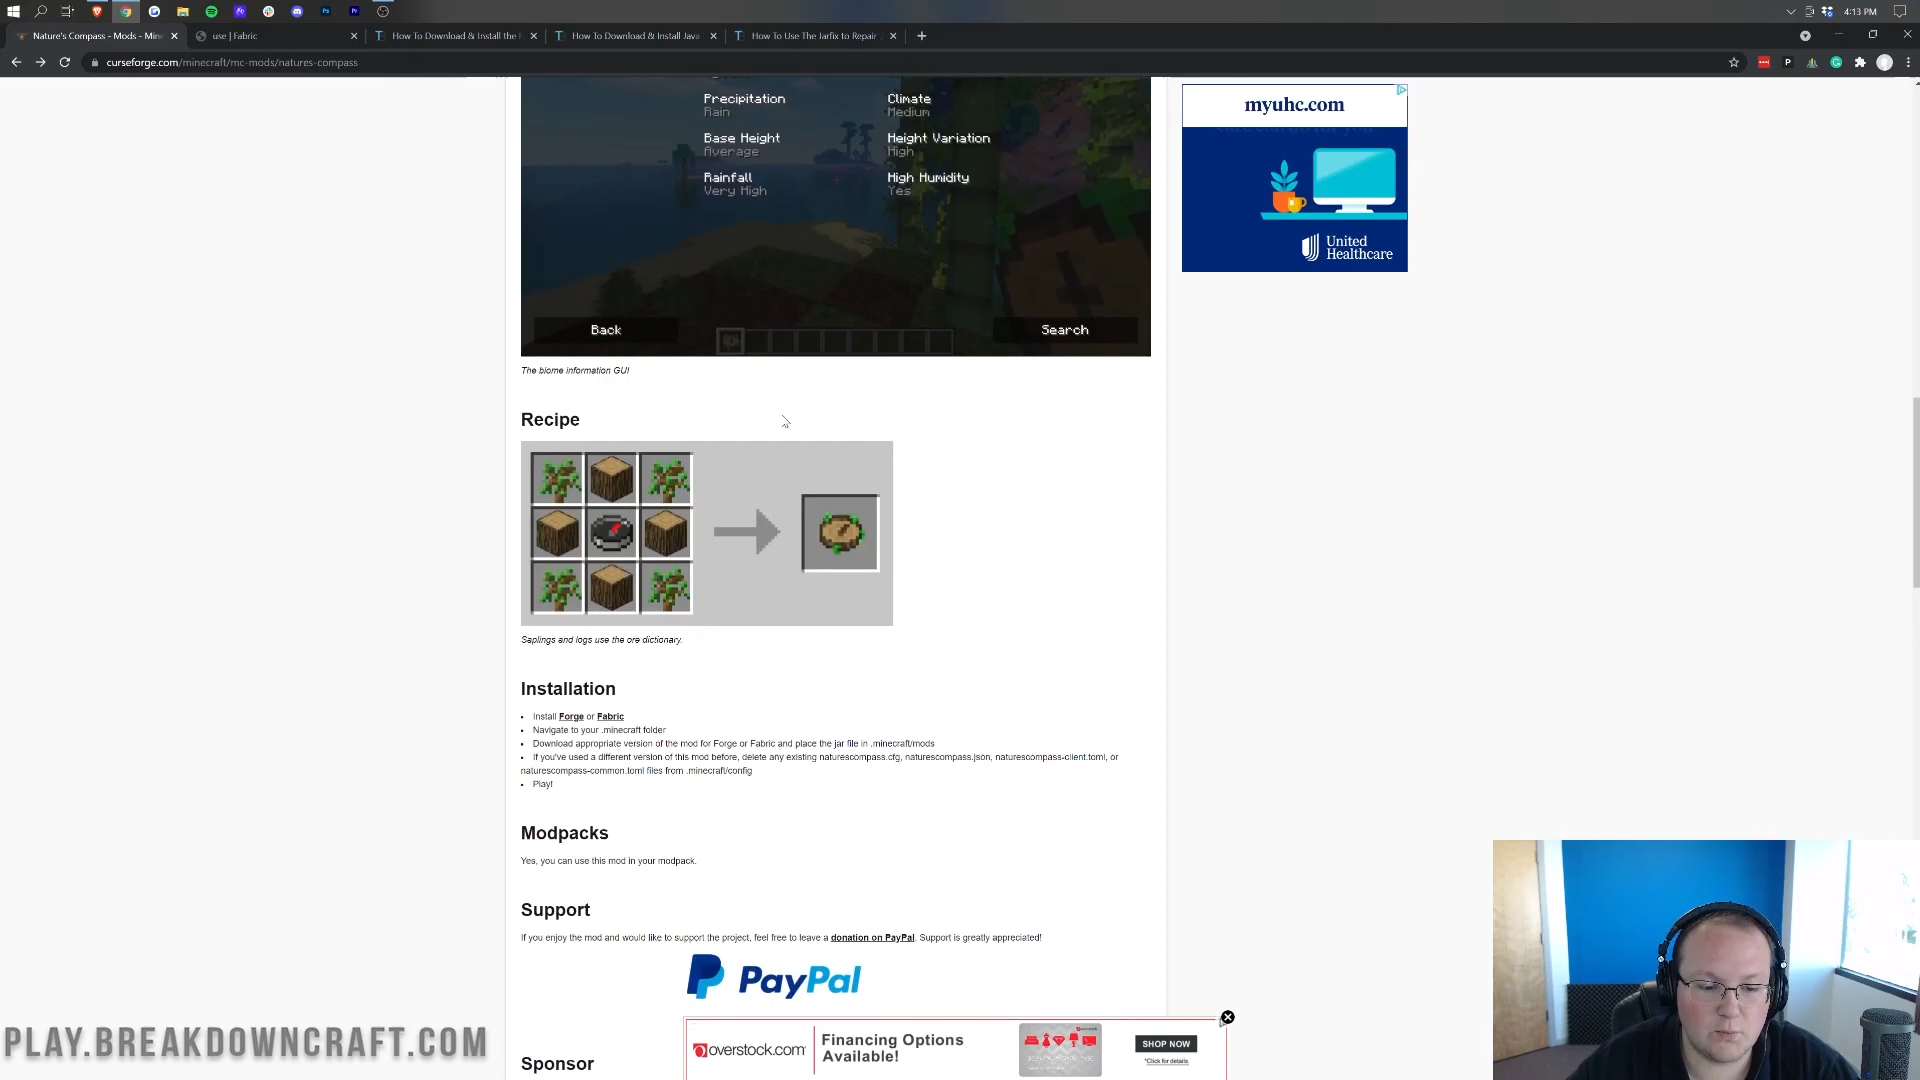 4:13 PM
Nature's Compass - Mods - Mine
use | Fabric
How To Download & Install the
How To Download & Install Java
How To Use The Jarfix to Repair
curseforge.com/minecraft/mc-mods/natures-compass
Precipitation
Rain
Climate
Medium
Base Height
Average
Height Variation
High
Rainfall
Very High
High Humidity
Yes
Back
Search
The biome information GUI
myuhc.com
United
Healthcare
Recipe
Saplings and logs use the ore dictionary.
Installation
• Install Forge or Fabric
• Navigate to your .minecraft folder
• Download appropriate version of the mod for Forge or Fabric and place the jar file in .minecraft/mods
• If you've used a different version of this mod before, delete any existing naturescompass.cfg, naturescompass.json, naturescompass-client.toml, or
naturescompass-common.toml files from .minecraft/config
• Play!
Modpacks
Yes, you can use this mod in your modpack.
Support
If you enjoy the mod and would like to support the project, feel free to leave a donation on PayPal. Support is greatly appreciated!
PayPal
Sponsor
overstock.com
Financing Options
Available!
SHOP NOW
*Click for details.
PLAY.BREAKDOWNCRAFT.COM